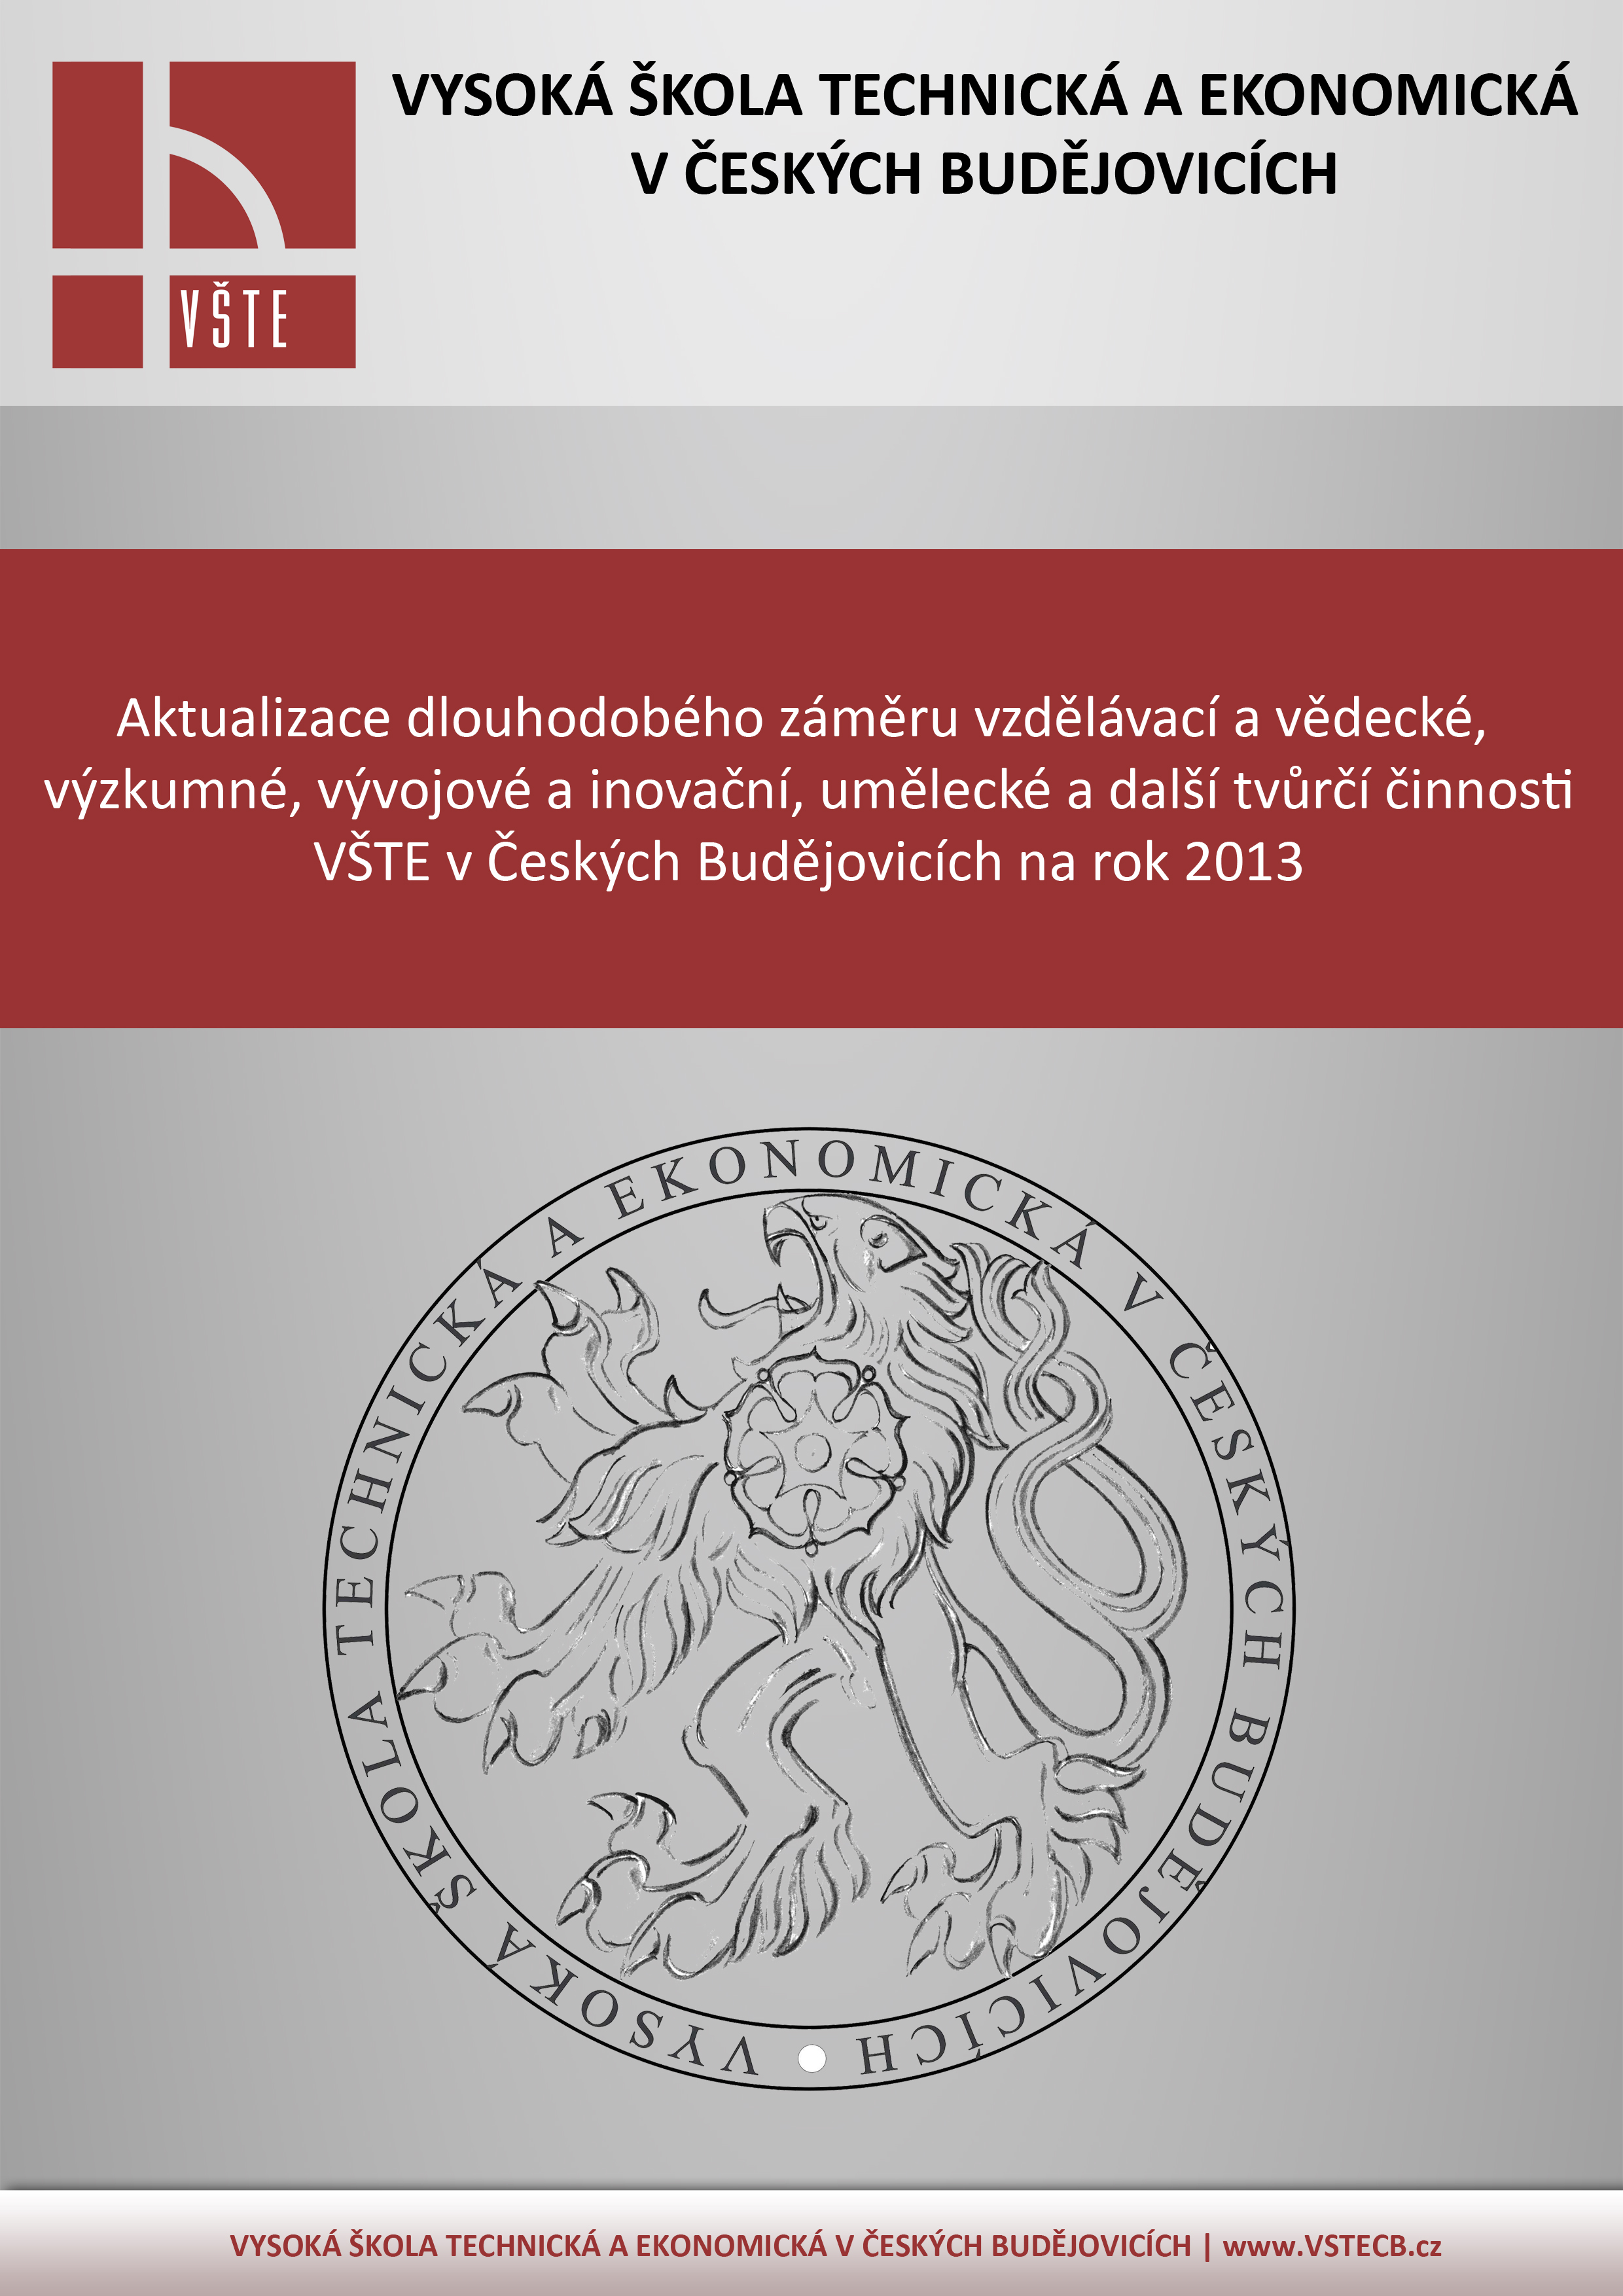 VYSOKÁ ŠKOLA TECHNICKÁ A EKONOMICKÁ
V ČESKÝCH BUDĚJOVICÍCH
VŠTE
Aktualizace dlouhodobého záměru vzdělávací a vědecké,
výzkumné, vývojové a inovační, umělecké a další tvůrčí činnosti
VŠTE v Českých Budějovicích na rok 2013
VYSOKÁ ŠKOLA TECHNICKÁ A EKONOMICKÁ V ČESKÝCH BUDĚJOVICÍCH
VYSOKÁ ŠKOLA TECHNICKÁ A EKONOMICKÁ V ČESKÝCH BUDĚJOVICÍCH | www.VSTECB.cz